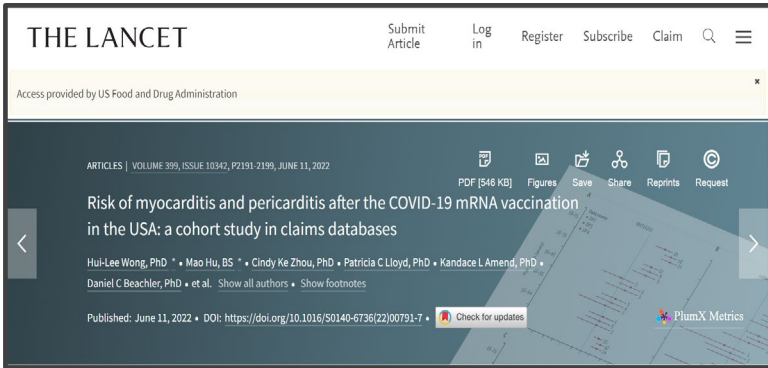 THE LANCET
Submit Article
Log in
Register
Subscribe
Claim
Access provided by US Food and Drug Administration
×
ARTICLES | VOLUME 399, ISSUE 10342, P2191-2199, JUNE 11, 2022
PDF
PDF [546 KB]
Figures
Save
Share
Reprints
Request
Risk of myocarditis and pericarditis after the COVID-19 mRNA vaccination
in the USA: a cohort study in claims databases
Hui-Lee Wong, PhD * • Mao Hu, BS * • Cindy Ke Zhou, PhD • Patricia C Lloyd, PhD • Kandace L Amend, PhD •
Daniel C Beachler, PhD • et al. Show all authors • Show footnotes
Published: June 11, 2022 • DOI: https://doi.org/10.1016/S0140-6736(22)00791-7 •
Check for updates
PlumX Metrics